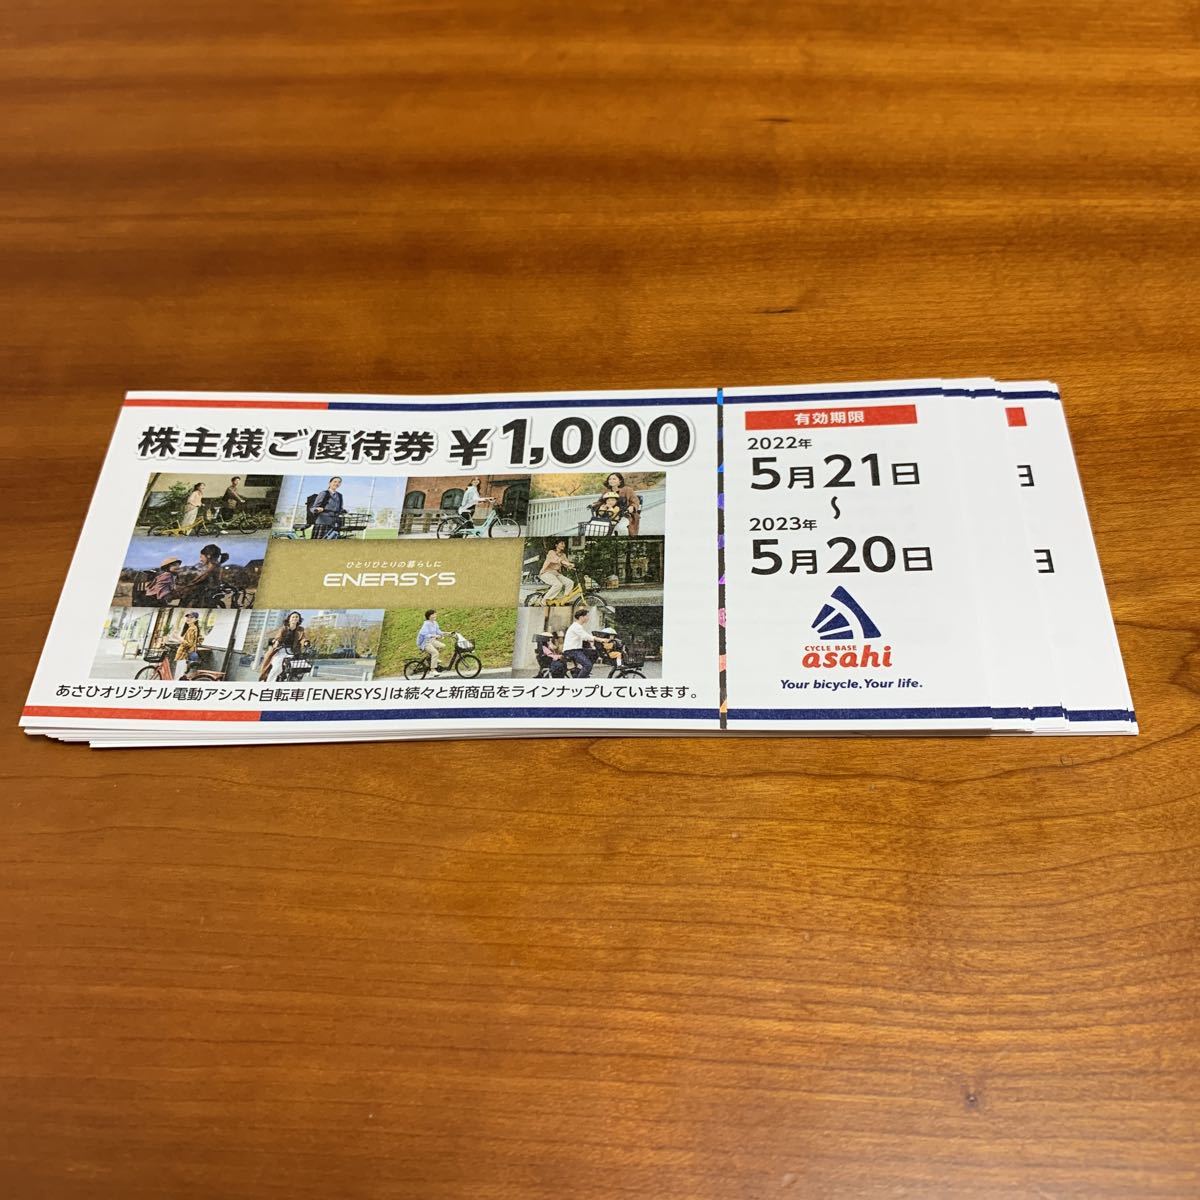 株主様ご優待券 ¥1,000
ひとりひとりの暮らしに
ENERSYS
あさひオリジナル電動アシスト自転車「ENERSYS」は続々と新商品をラインナップしていきます。
有効期限
2022年
5月21日
～
2023年
5月20日
CYCLE BASE
asahi
Your bicycle. Your life.
日
日